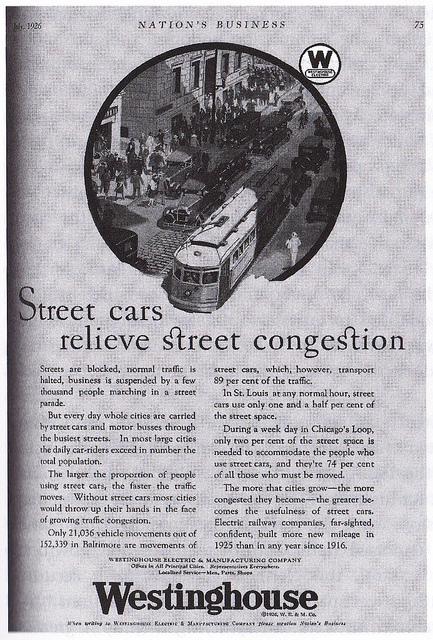 July, 1926
NATION'S BUSINESS
75
W
WESTINGHOUSE
ELECTRIC
Street cars
relieve street congestion
Streets are blocked, normal traffic is
halted, business is suspended by a few
thousand people marching in a street
parade.
But every day whole cities are carried
by street cars and motor busses through
the busiest streets. In most large cities
the daily car-riders exceed in number the
total population.
The larger the proportion of people
using street cars, the faster the traffic
moves. Without street cars most cities
would throw up their hands in the face
of growing traffic congestion.
Only 21,036 vehicle movements out of
152,339 in Baltimore are movements of
street cars, which, however, transport
89 per cent of the traffic.
In St. Louis at any normal hour, street
cars use only one and a half per cent of
the street space.
During a week day in Chicago's Loop,
only two per cent of the street space is
needed to accommodate the people who
use street cars, and they're 74 per cent
of all those who must be moved.
The more that cities grow—the more
congested they become—the greater be-
comes the usefulness of street cars.
Electric railway companies, far-sighted,
confident, built more new mileage in
1925 than in any year since 1916.
WESTINGHOUSE ELECTRIC & MANUFACTURING COMPANY
Offices in All Principal Cities. Representatives Everywhere.
Localized Service—Men, Parts, Shops
Westinghouse
©1926, W. E. & M. Co.
When writing to WESTINGHOUSE ELECTRIC & MANUFACTURING COMPANY please mention Nation's Business